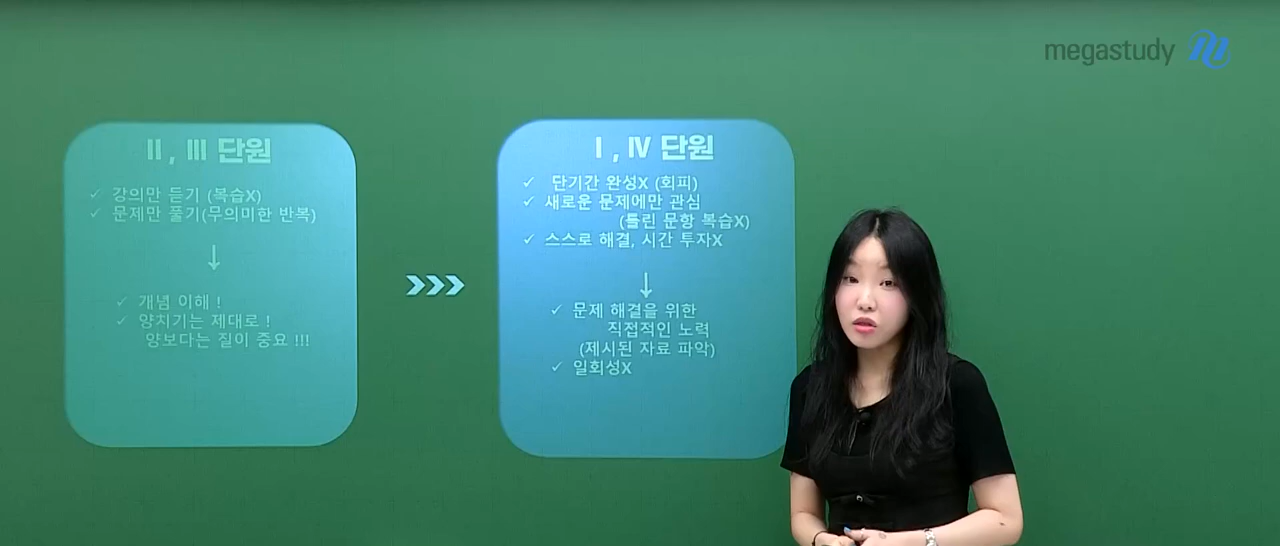 megastudy
II , III 단원
✓ 강의만 듣기 (복습X)
✓ 문제만 풀기(무의미한 반복)
↓
✓ 개념 이해 !
✓ 양치기는 제대로 !
양보다는 질이 중요 !!!
I , IV 단원
✓ 단기간 완성X (회피)
✓ 새로운 문제에만 관심
(틀린 문항 복습X)
✓ 스스로 해결, 시간 투자X
↓
✓ 문제 해결을 위한
직접적인 노력
(제시된 자료 파악)
✓ 일회성X